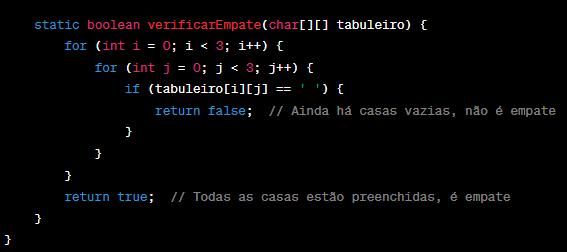 static boolean verificarEmpate(char[][] tabuleiro) {
for (int i = 0; i < 3; i++) {
for (int j = 0; j < 3; j++) {
if (tabuleiro[i][j] == ' ') {
return false;  // Ainda há casas vazias, não é empate
}
}
}
return true;  // Todas as casas estão preenchidas, é empate
}
}